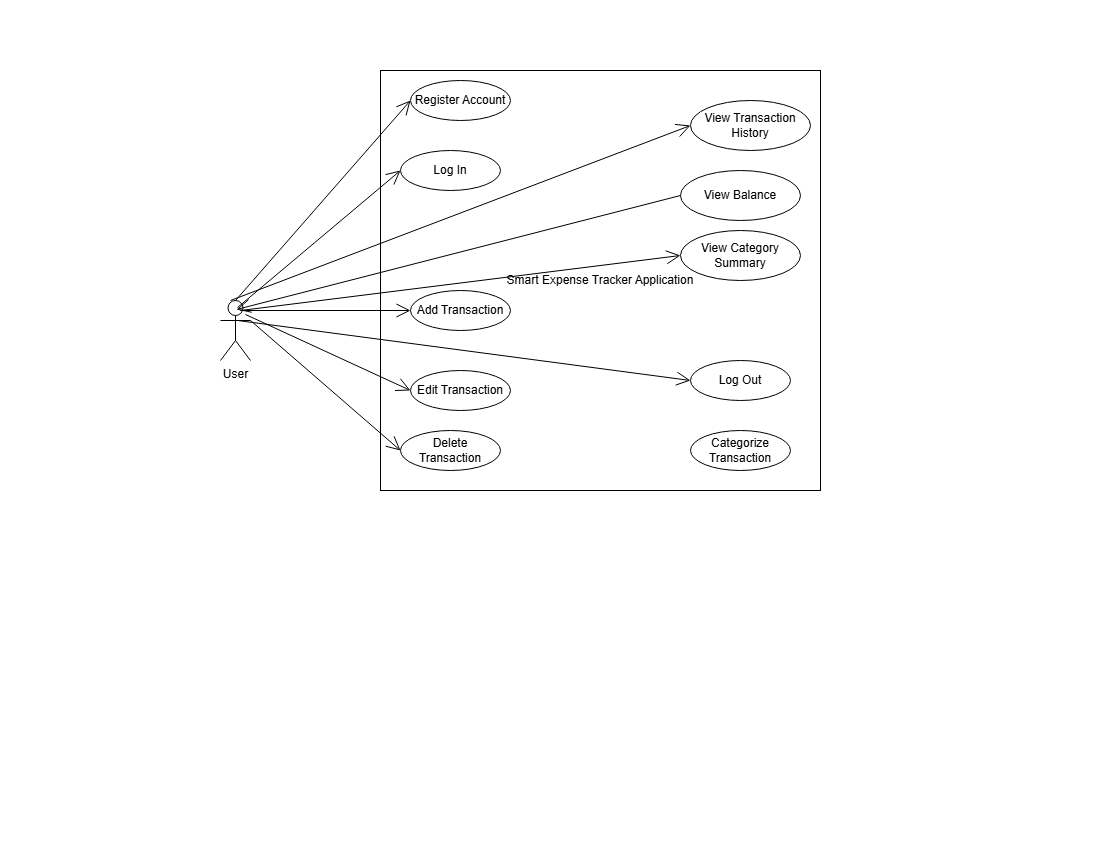 Register Account
View Transaction
History
Log In
View Balance
View Category
Summary
Smart Expense Tracker Application
Add Transaction
User
Log Out
Edit Transaction
Delete
Transaction
Categorize
Transaction